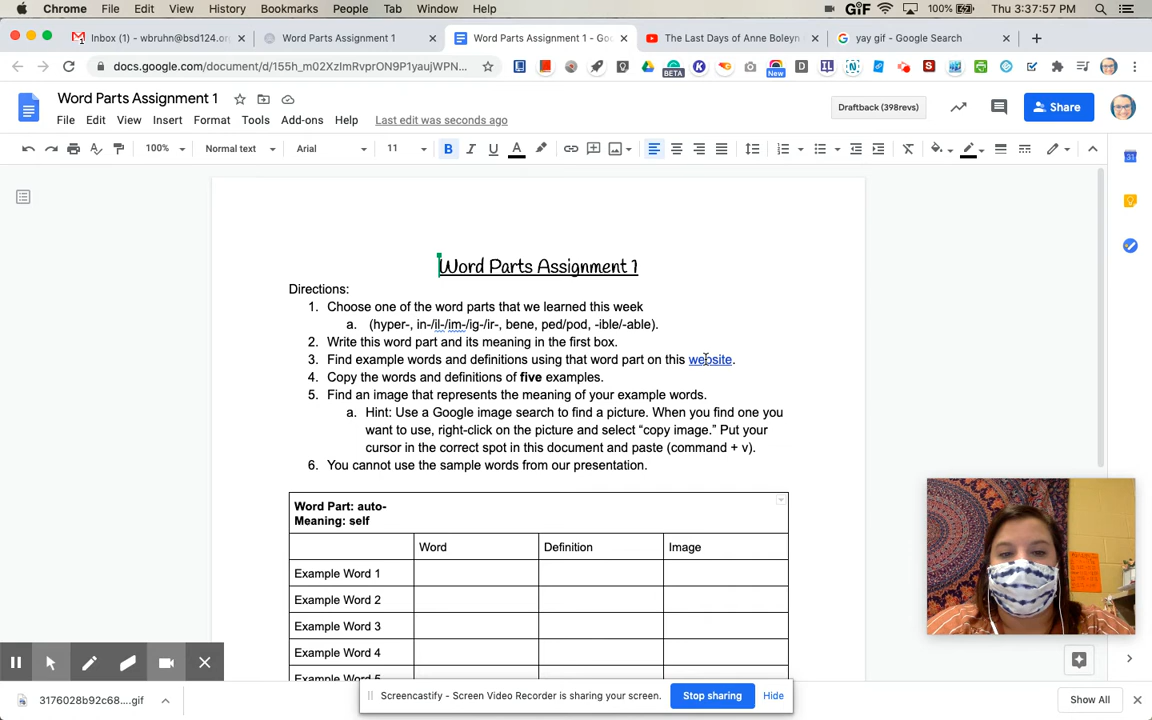 Chrome File Edit View History Bookmarks People Tab Window Help GIF 100% Thu 3:37:57 PM
Inbox (1) - wbruhn@bsd124.or Word Parts Assignment 1 Word Parts Assignment 1 - Goo The Last Days of Anne Boleyn yay gif - Google Search
docs.google.com/document/d/155h_m02XzImRvprON9P1yaujWPN... BETA New
Word Parts Assignment 1
File Edit View Insert Format Tools Add-ons Help Last edit was seconds ago
Draftback (398revs) Share
100% Normal text Arial 11 B I U A
Word Parts Assignment 1
Directions:
1. Choose one of the word parts that we learned this week
a. (hyper-, in-/il-/im-/ig-/ir-, bene, ped/pod, -ible/-able).
2. Write this word part and its meaning in the first box.
3. Find example words and definitions using that word part on this website.
4. Copy the words and definitions of five examples.
5. Find an image that represents the meaning of your example words.
a. Hint: Use a Google image search to find a picture. When you find one you
want to use, right-click on the picture and select “copy image.” Put your
cursor in the correct spot in this document and paste (command + v).
6. You cannot use the sample words from our presentation.
Word Part: auto-
Meaning: self
Word Definition Image
Example Word 1
Example Word 2
Example Word 3
Example Word 4
Example Word 5
3176028b92c68....gif
Screencastify - Screen Video Recorder is sharing your screen. Stop sharing Hide
Show All